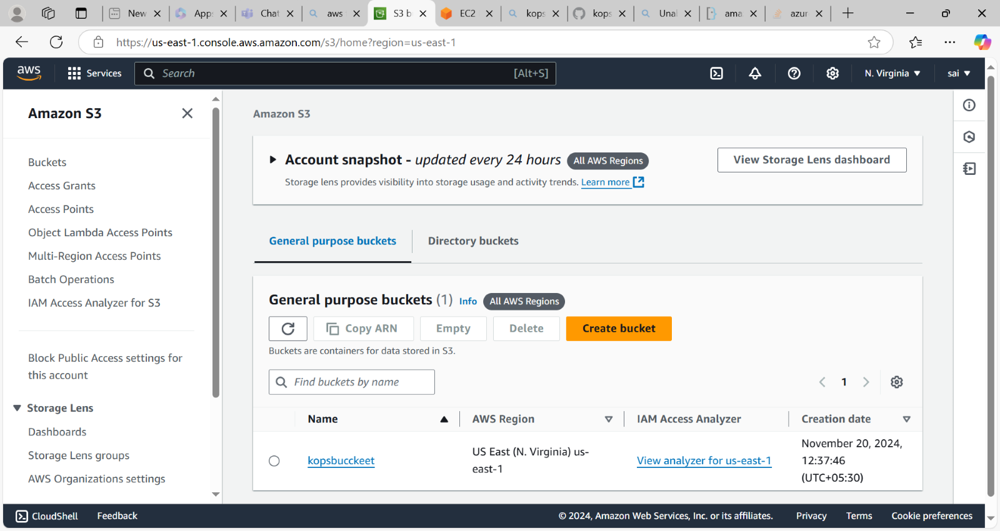 New
Apps
Chat
aws
S3 b
EC2
kops
kops
Unal
ama
azur
https://us-east-1.console.aws.amazon.com/s3/home?region=us-east-1
aws
Services
Search
[Alt+S]
N. Virginia
sai
Amazon S3
Buckets
Access Grants
Access Points
Object Lambda Access Points
Multi-Region Access Points
Batch Operations
IAM Access Analyzer for S3
Block Public Access settings for
this account
Storage Lens
Dashboards
Storage Lens groups
AWS Organizations settings
Amazon S3
Account snapshot - updated every 24 hours
All AWS Regions
View Storage Lens dashboard
Storage lens provides visibility into storage usage and activity trends. Learn more
General purpose buckets
Directory buckets
General purpose buckets (1) Info
All AWS Regions
Copy ARN
Empty
Delete
Create bucket
Buckets are containers for data stored in S3.
Find buckets by name
1
Name
AWS Region
IAM Access Analyzer
Creation date
kopsbucckeet
US East (N. Virginia) us-
east-1
View analyzer for us-east-1
November 20, 2024,
12:37:46
(UTC+05:30)
CloudShell
Feedback
© 2024, Amazon Web Services, Inc. or its affiliates.
Privacy
Terms
Cookie preferences